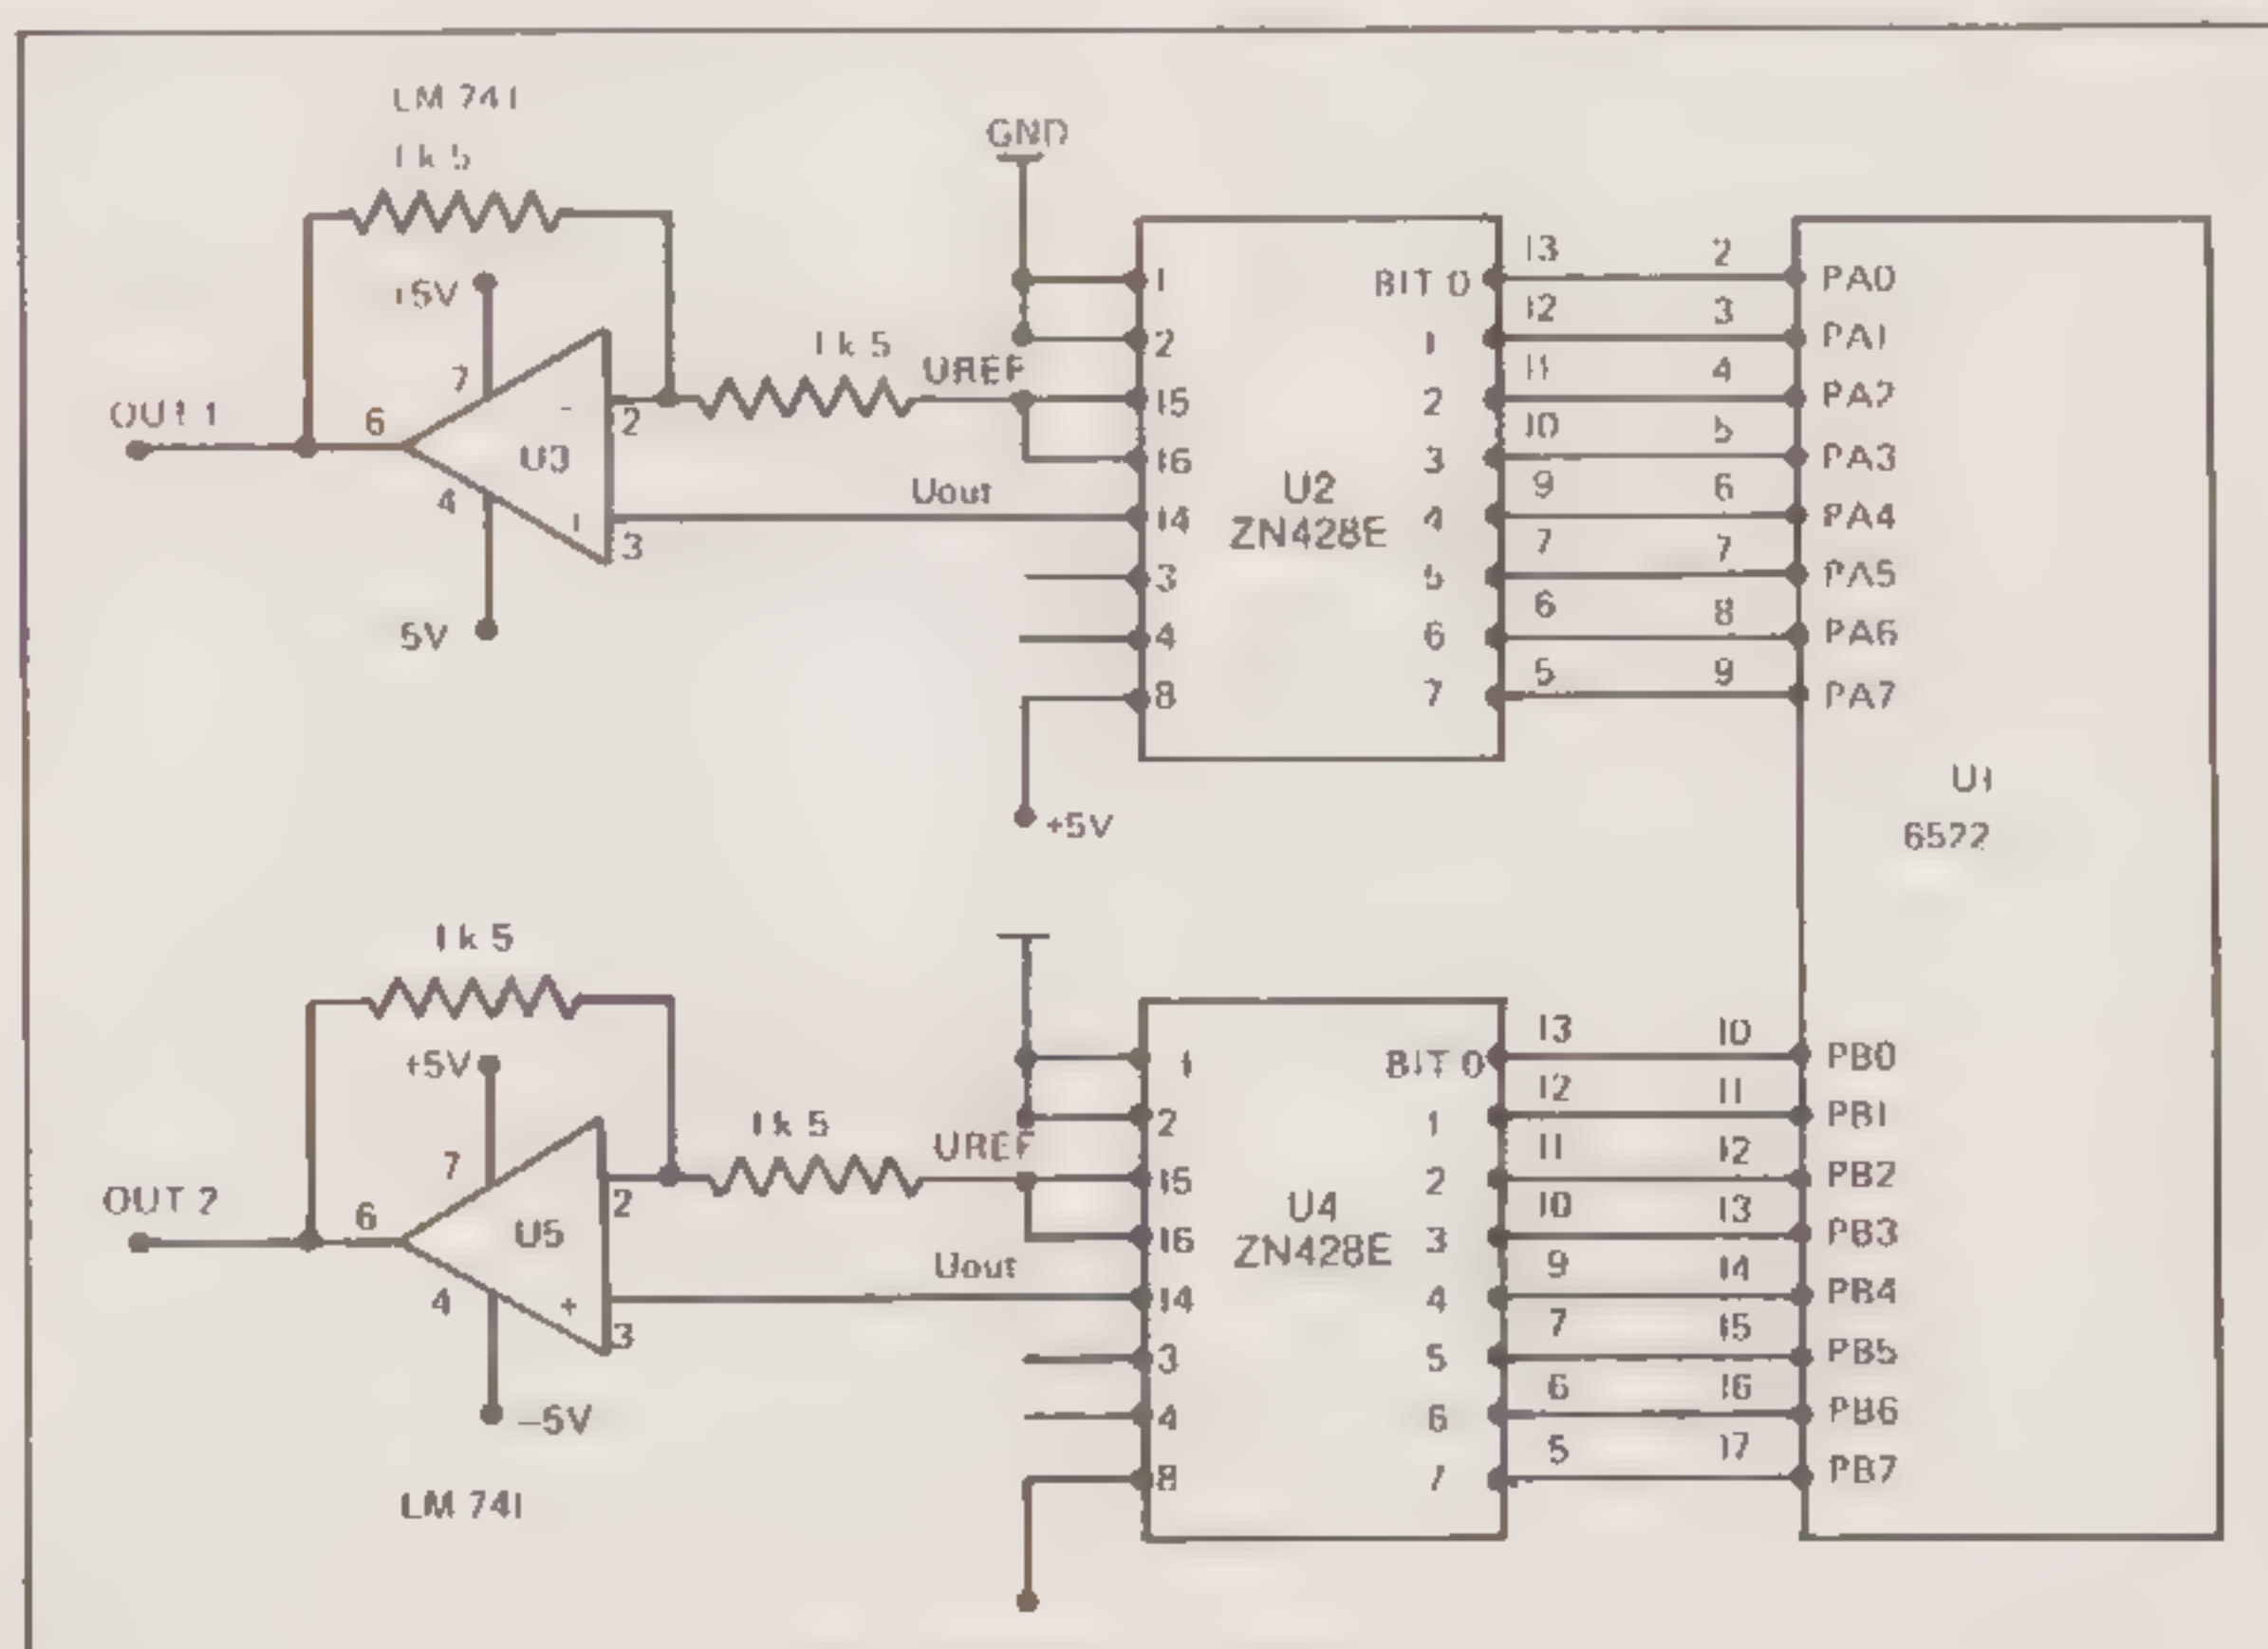 LM 741
1k5
GND
+5V
7
OUT 1
6
-
2
U3
4
3
5V
1k5
UREF
Uout
1
2
15
16
14
3
4
8
+5V
U2
ZN428E
BIT 0
1
2
3
4
5
6
7
13 2 PA0
12 3 PA1
11 4 PA2
10 5 PA3
9 6 PA4
7 7 PA5
6 8 PA6
5 9 PA7
U1
6522
1k5
+5V
7
OUT 2
6
2
U5
4
+
3
-5V
LM 741
1k5
UREF
Uout
1
2
15
16
14
3
4
8
U4
ZN428E
BIT 0
1
2
3
4
5
6
7
13 10 PB0
12 11 PB1
11 12 PB2
10 13 PB3
9 14 PB4
7 15 PB5
6 16 PB6
5 17 PB7